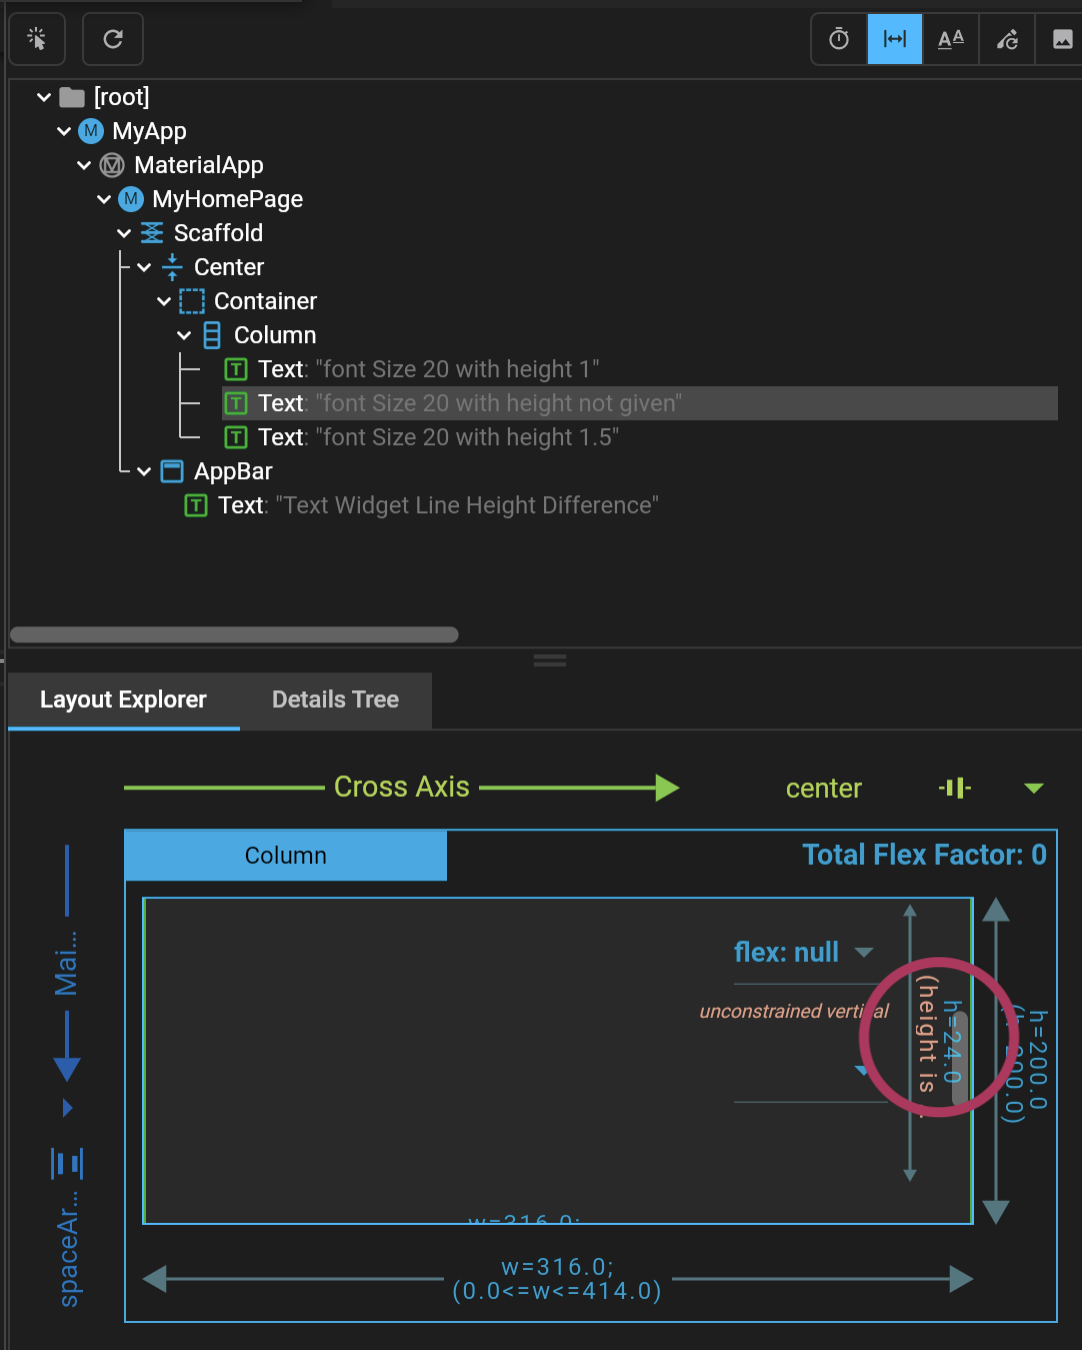 [root]
M MyApp
MaterialApp
M MyHomePage
Scaffold
Center
Container
Column
T Text: "font Size 20 with height 1"
T Text: "font Size 20 with height not given"
T Text: "font Size 20 with height 1.5"
AppBar
T Text: "Text Widget Line Height Difference"
Layout Explorer
Details Tree
Cross Axis
center
Column
Total Flex Factor: 0
Mai...
spaceAr...
flex: null
unconstrained vertical
h=24.0
(height is
h=200.0
w=316.0;
w=316.0;
(0.0<=w<=414.0)